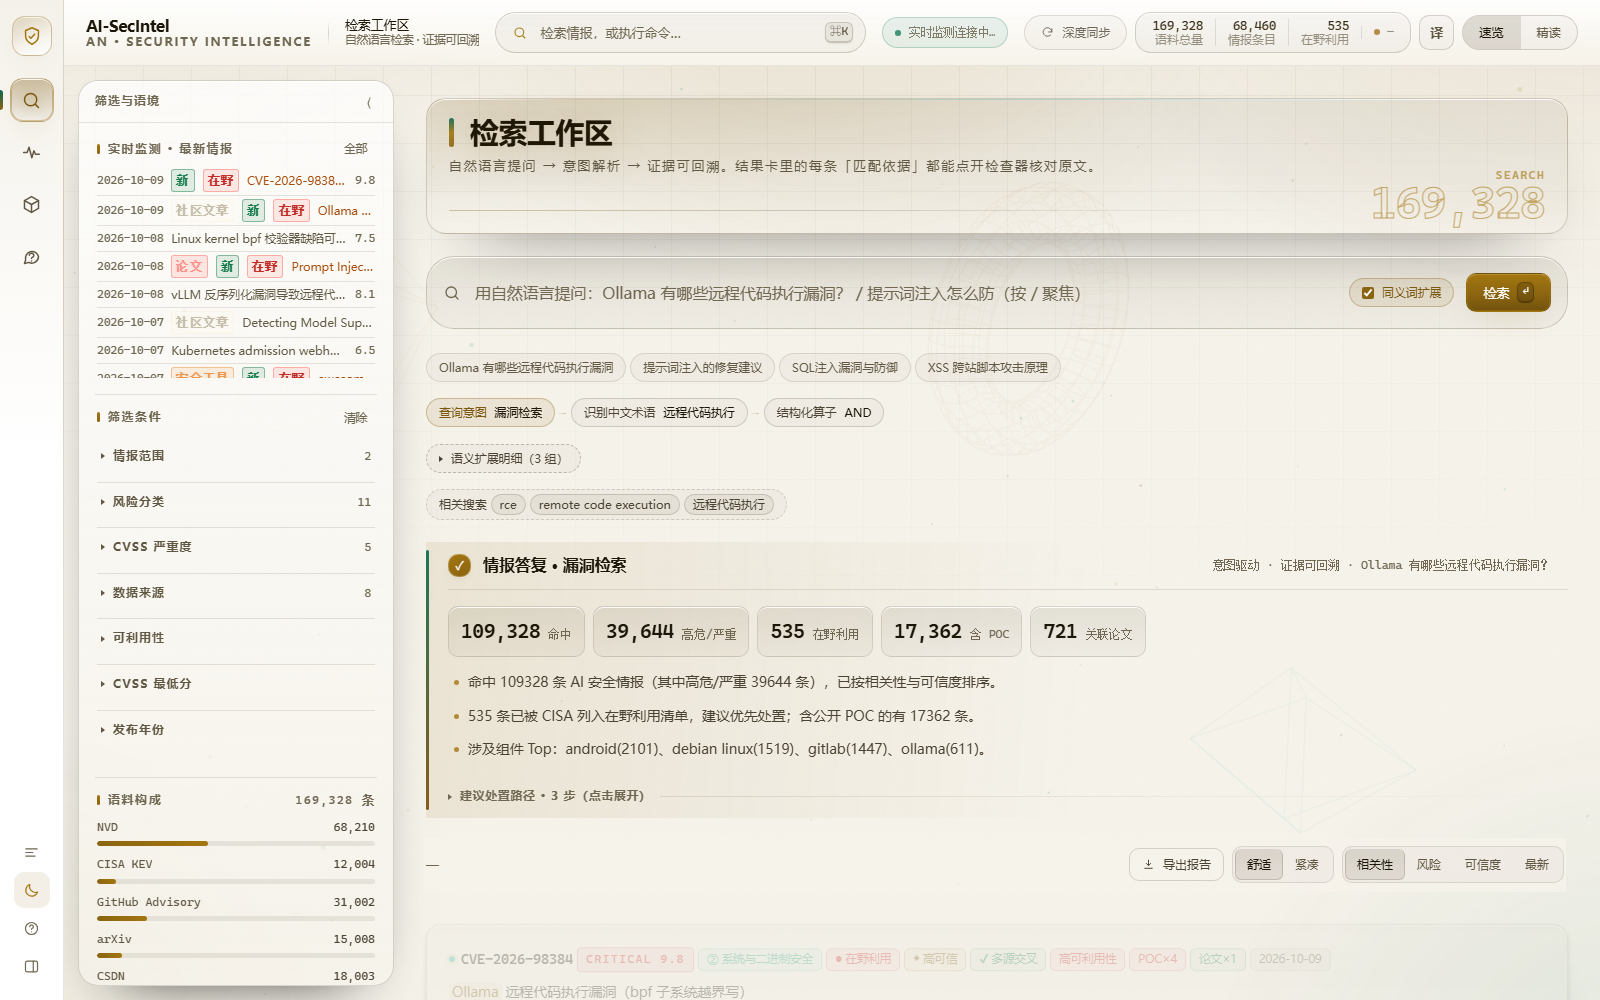 AI-SecIntel
AN • SECURITY INTELLIGENCE
检索工作区
自然语言检索 · 证据可回溯
检索情报，或执行命令…
⌘K
实时监测连接中…
深度同步
169,328
语料总量
68,460
情报条目
535
在野利用
—
译
速览
精读
筛选与语境
实时监测 • 最新情报
全部
2026-10-09 新 在野 CVE-2026-9838… 9.8
2026-10-09 社区文章 新 在野 Ollama …
2026-10-08 Linux kernel bpf 校验器缺陷可… 7.5
2026-10-08 论文 新 在野 Prompt Injec…
2026-10-08 vLLM 反序列化漏洞导致远程代… 8.1
2026-10-07 社区文章 Detecting Model Sup…
2026-10-07 Kubernetes admission webh… 6.5
2026-10-07 安全工具 新 在野
筛选条件
清除
情报范围 2
风险分类 11
CVSS 严重度 5
数据来源 8
可利用性
CVSS 最低分
发布年份
语料构成
169,328 条
NVD 68,210
CISA KEV 12,004
GitHub Advisory 31,002
arXiv 15,008
CSDN 18,003
检索工作区
自然语言提问 → 意图解析 → 证据可回溯。结果卡里的每条「匹配依据」都能点开检查器核对原文。
SEARCH
169,328
用自然语言提问：Ollama 有哪些远程代码执行漏洞？ / 提示词注入怎么防（按 / 聚焦）
同义词扩展
检索
Ollama 有哪些远程代码执行漏洞
提示词注入的修复建议
SQL注入漏洞与防御
XSS 跨站脚本攻击原理
查询意图 漏洞检索
识别中文术语 远程代码执行
结构化算子 AND
语义扩展明细（3 组）
相关搜索 rce remote code execution 远程代码执行
情报答复 • 漏洞检索
意图驱动 · 证据可回溯 · Ollama 有哪些远程代码执行漏洞?
109,328 命中
39,644 高危/严重
535 在野利用
17,362 含 POC
721 关联论文
命中 109328 条 AI 安全情报（其中高危/严重 39644 条），已按相关性与可信度排序。
535 条已被 CISA 列入在野利用清单，建议优先处置；含公开 POC 的有 17362 条。
涉及组件 Top：android(2101)、debian linux(1519)、gitlab(1447)、ollama(611)。
建议处置路径 • 3 步（点击展开）
—
导出报告
舒适
紧凑
相关性
风险
可信度
最新
CVE-2026-98384 CRITICAL 9.8 ② 系统与二进制安全 在野利用 高可信 ✓ 多源交叉 高可利用性 POC×4 论文×1 2026-10-09
Ollama 远程代码执行漏洞（bpf 子系统越界写）